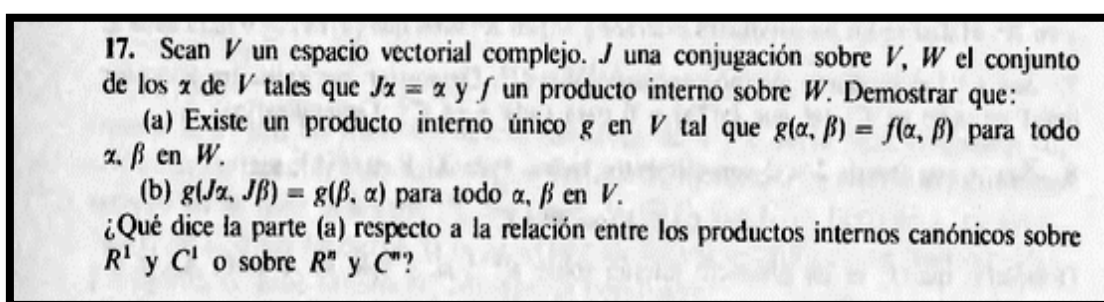 17. Scan V un espacio vectorial complejo. J una conjugación sobre V, W el conjunto
de los α de V tales que Jα = α y f un producto interno sobre W. Demostrar que:
(a) Existe un producto interno único g en V tal que g(α, β) = f(α, β) para todo
α, β en W.
(b) g(Jα, Jβ) = g(β, α) para todo α, β en V.
¿Qué dice la parte (a) respecto a la relación entre los productos internos canónicos sobre
R¹ y C¹ o sobre Rⁿ y Cⁿ?